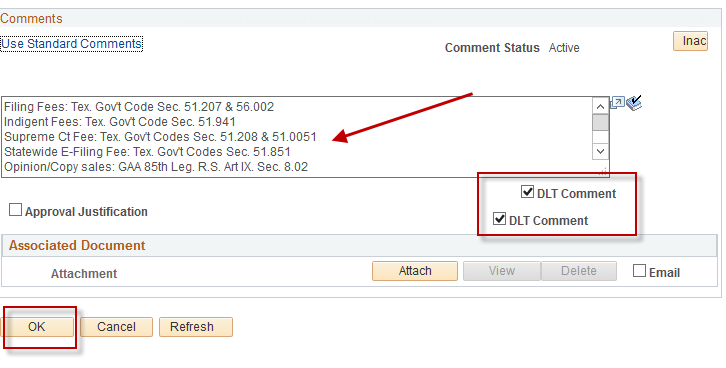 Comments
Use Standard Comments
Comment Status Active
Inac
Filing Fees: Tex. Gov't Code Sec. 51.207 & 56.002
Indigent Fees: Tex. Gov't Code Sec. 51.941
Supreme Ct Fee: Tex. Gov't Codes Sec. 51.208 & 51.0051
Statewide E-Filing Fee: Tex. Gov't Codes Sec. 51.851
Opinion/Copy sales: GAA 85th Leg. R.S. Art IX. Sec. 8.02
DLT Comment
Approval Justification
DLT Comment
Associated Document
Attachment
Attach
View
Delete
Email
OK
Cancel
Refresh